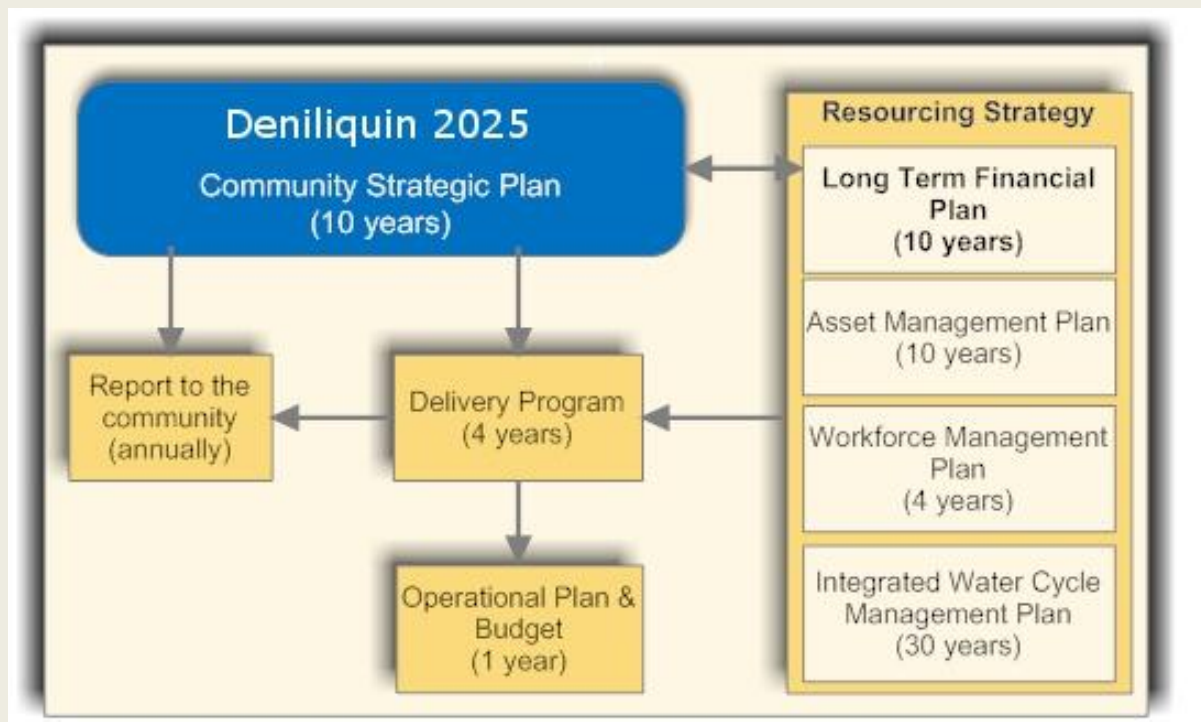 Deniliquin 2025
Community Strategic Plan
(10 years)
Resourcing Strategy
Long Term Financial
Plan
(10 years)
Asset Management Plan
(10 years)
Workforce Management
Plan
(4 years)
Integrated Water Cycle
Management Plan
(30 years)
Report to the
community
(annually)
Delivery Program
(4 years)
Operational Plan &
Budget
(1 year)